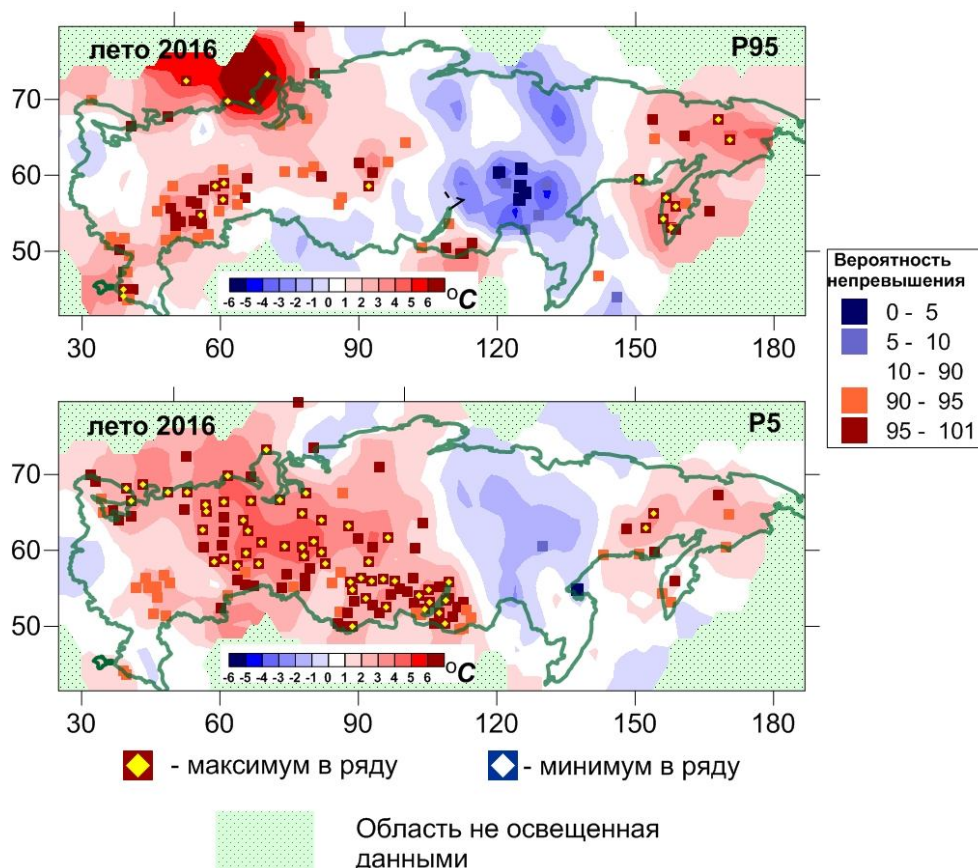 лето 2016 P95
70
60
50
-6 -5 -4 -3 -2 -1 0 1 2 3 4 5 6 °C
30 60 90 120 150 180
Вероятность
непревышения
0 - 5
5 - 10
10 - 90
90 - 95
95 - 101
лето 2016 P5
70
60
50
-6 -5 -4 -3 -2 -1 0 1 2 3 4 5 6 °C
30 60 90 120 150 180
- максимум в ряду - минимум в ряду
Область не освещенная
данными